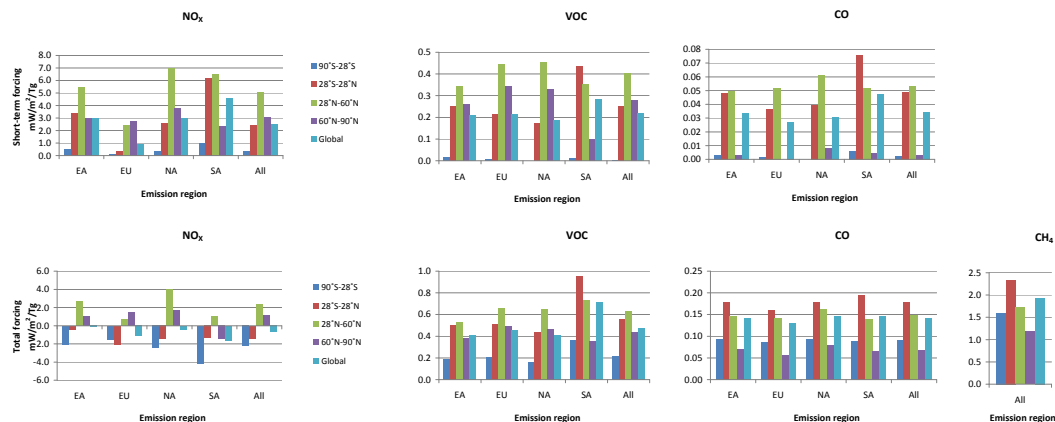 NOX
VOC
CO
Short-term forcing
mW/m²/Tg
8.0
7.0
6.0
5.0
4.0
3.0
2.0
1.0
0.0
EA
EU
NA
SA
All
Emission region
90°S-28°S
28°S-28°N
28°N-60°N
60°N-90°N
Global
0.5
0.4
0.3
0.2
0.1
0.0
EA
EU
NA
SA
All
Emission region
0.08
0.07
0.06
0.05
0.04
0.03
0.02
0.01
0.00
EA
EU
NA
SA
All
Emission region
NOX
VOC
CO
CH4
Total forcing
mW/m²/Tg
6.0
4.0
2.0
0.0
-2.0
-4.0
-6.0
EA
EU
NA
SA
All
Emission region
90°S-28°S
28°S-28°N
28°N-60°N
60°N-90°N
Global
1.0
0.8
0.6
0.4
0.2
0.0
EA
EU
NA
SA
All
Emission region
0.25
0.20
0.15
0.10
0.05
0.00
EA
EU
NA
SA
All
Emission region
2.5
2.0
1.5
1.0
0.5
0.0
All
Emission region